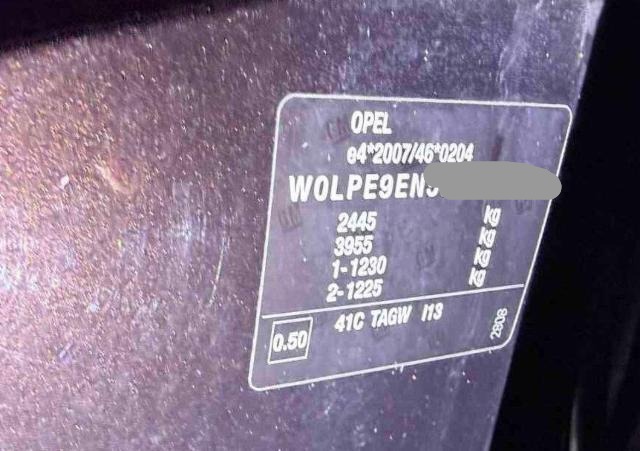 OPEL
e4*2007/46*0204
W0LPE9EN
2445 kg
3955 kg
1-1230 kg
2-1225 kg
0.50 41C TAGW I13 2808